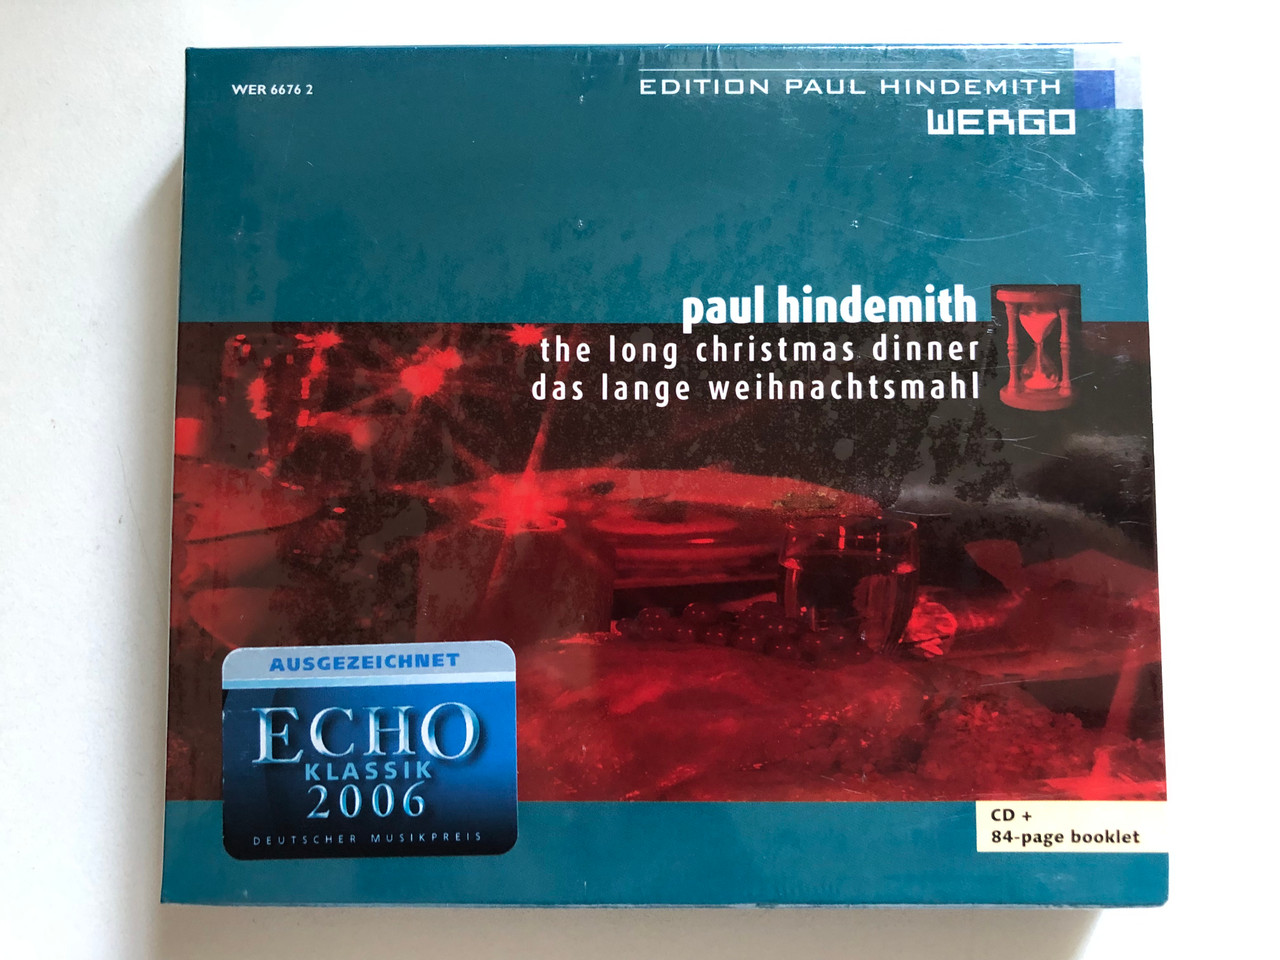 WER 6676 2
EDITION PAUL HINDEMITH
WERGO
paul hindemith
the long christmas dinner
das lange weihnachtsmahl
AUSGEZEICHNET
ECHO
KLASSIK
2006
DEUTSCHER MUSIKPREIS
CD +
84-page booklet